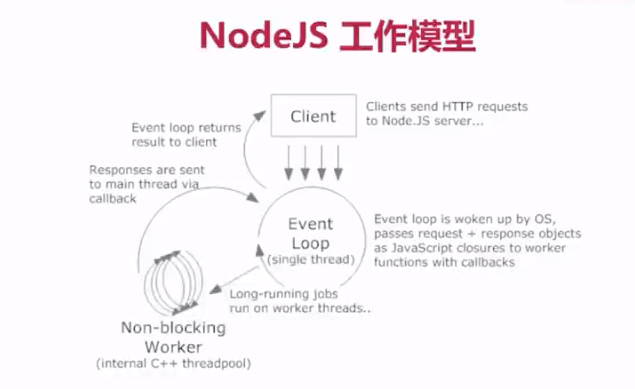 NodeJS 工作模型
Client
Clients send HTTP requests
to Node.JS server...
Event loop returns
result to client
Responses are sent
to main thread via
callback
Event
Loop
(single thread)
Event loop is woken up by OS,
passes request + response objects
as JavaScript closures to worker
functions with callbacks
Long-running jobs
run on worker threads..
Non-blocking
Worker
(internal C++ threadpool)